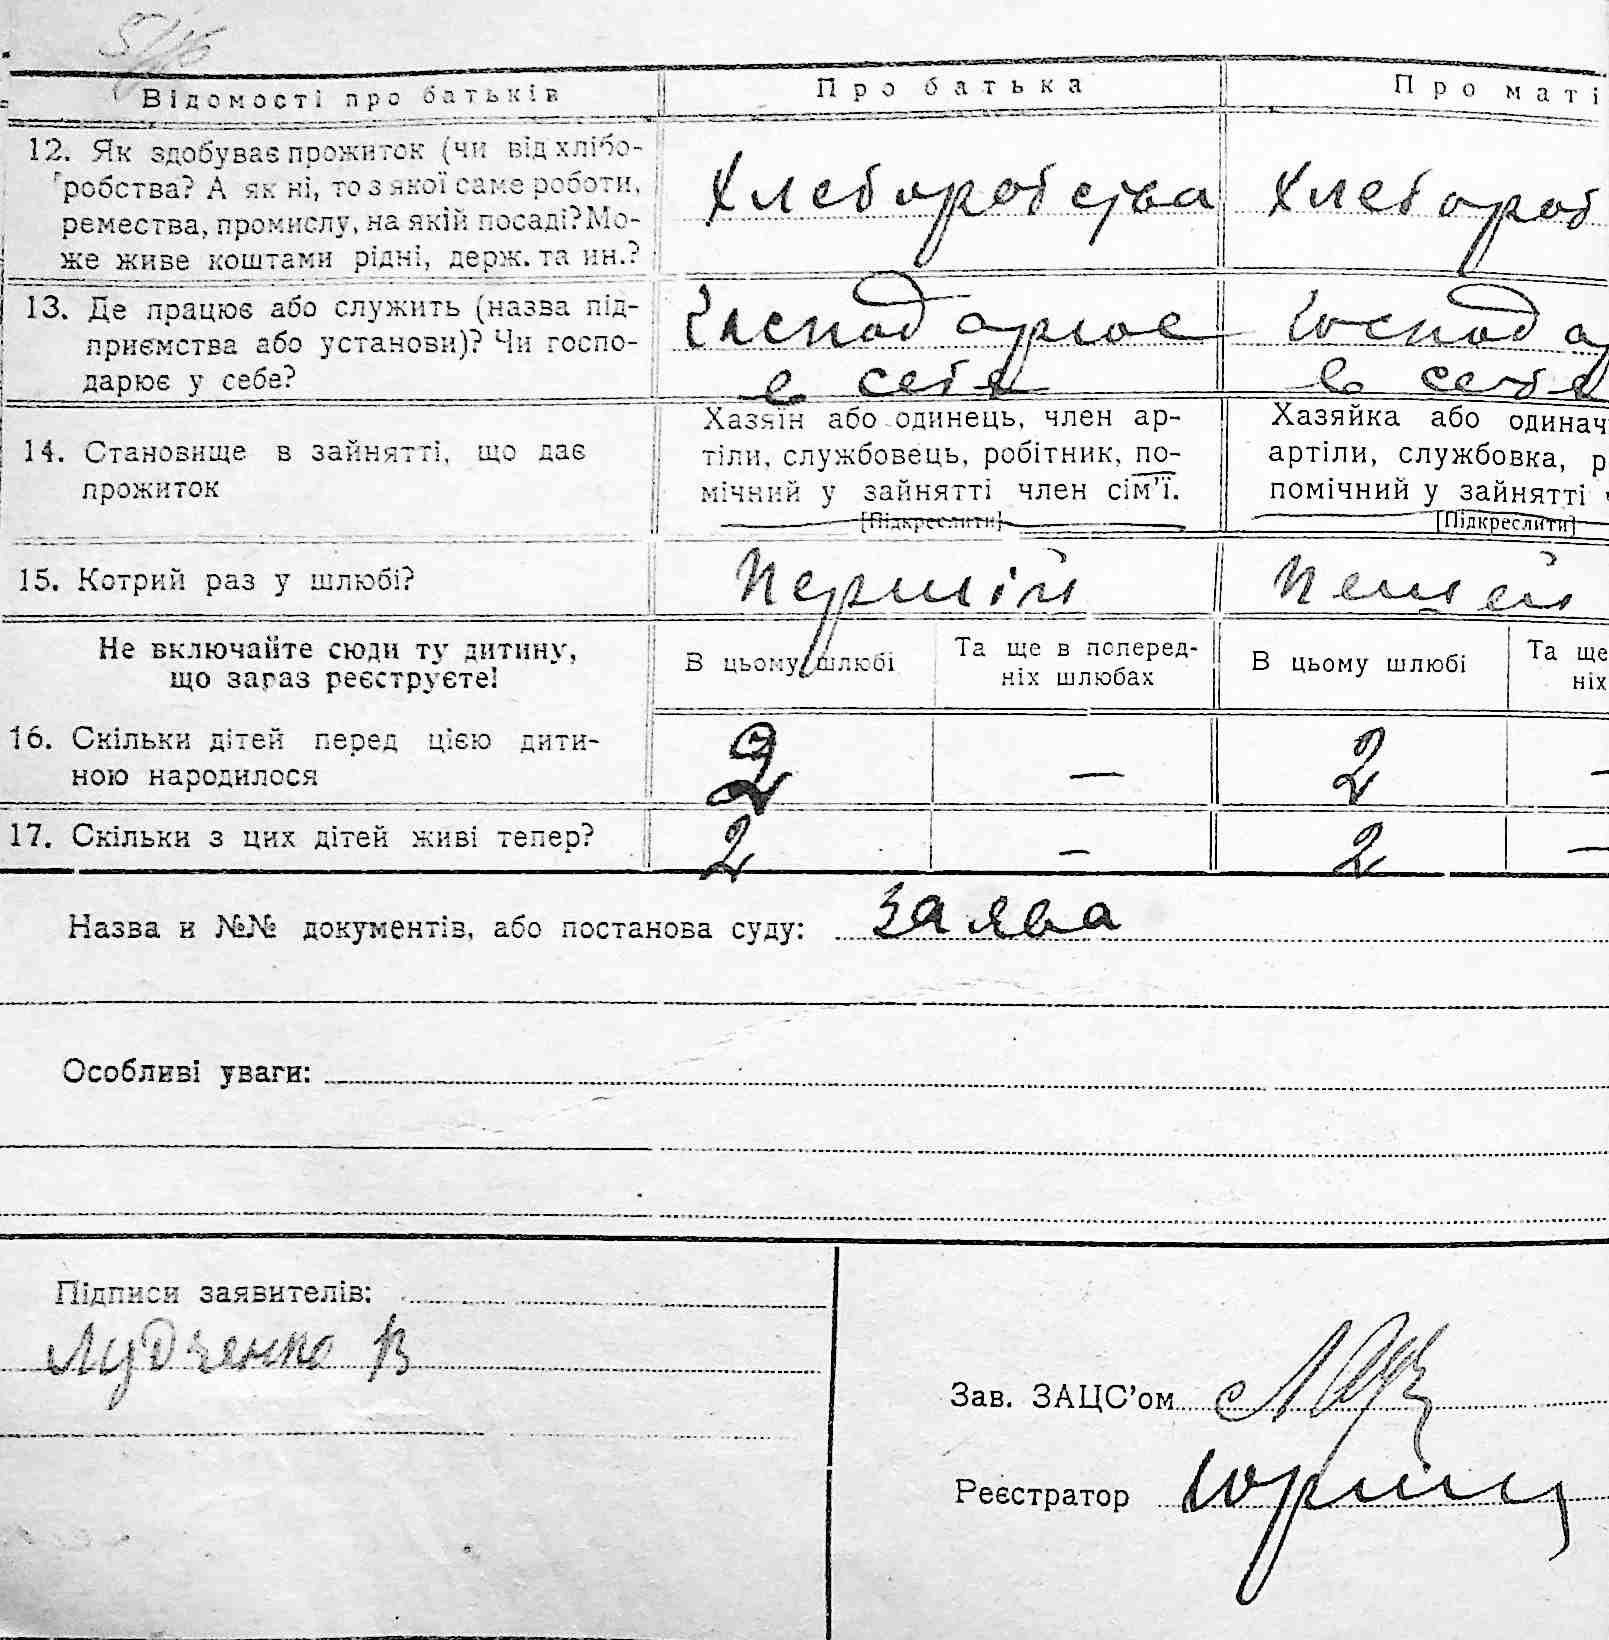 Відомості про батьків Про батька Про маті
12. Як здобуває прожиток (чи від хлібо-
робства? А як ні, то з якої саме роботи,
ремества, промислу, на якій посаді? Мо-
же живе коштами рідні, держ. та ин.?
Хлеборобства Хлебороб
13. Де працює або служить (назва під-
приємства або установи)? Чи госпо-
дарює у себе?
Господарює Господар
в себе в себе
14. Становище в зайнятті, що дає
прожиток
Хазяїн або одинець, член ар-
тіли, службовець, робітник, по-
мічний у зайнятті член сім'ї.
[Підкреслити]
Хазяйка або одинач
артіли, службовка, р
помічний у зайнятті ч
[Підкреслити]
15. Котрий раз у шлюбі? Перший Пешей
Не включайте сюди ту дитину,
що зараз реєструєте!
В цьому шлюбі
Та ще в поперед-
ніх шлюбах
В цьому шлюбі
Та ще
ніх
16. Скільки дітей перед цією дити-
ною народилося
2 — 2 —
17. Скільки з цих дітей живі тепер? 2 — 2 —
Назва и №№ документів, або постанова суду: заява
Особливі уваги:
Підписи заявителів:
Лудченко В
Зав. ЗАЦС'ом
Реєстратор